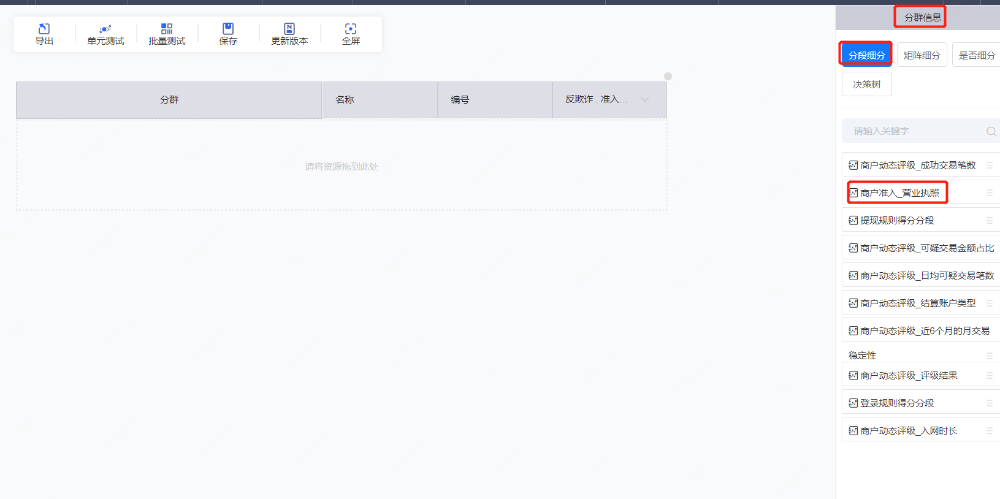 导出
单元测试
批量测试
保存
更新版本
全屏
分群
名称
编号
反欺诈 . 准入...
请将资源拖到此处
分群信息
分段细分
矩阵细分
是否细分
决策树
请输入关键字
商户动态评级_成功交易笔数
商户准入_营业执照
提现规则得分分段
商户动态评级_可疑交易金额占比
商户动态评级_日均可疑交易笔数
商户动态评级_结算账户类型
商户动态评级_近6个月的月交易
稳定性
商户动态评级_评级结果
登录规则得分分段
商户动态评级_入网时长